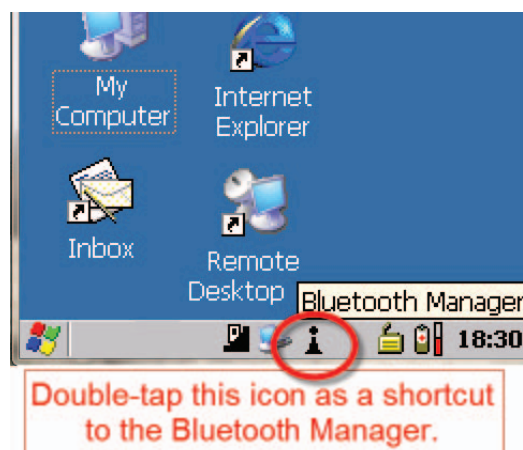 My
Computer
Internet
Explorer
Inbox
Remote
Desktop
Bluetooth Manager
18:30
Double-tap this icon as a shortcut
to the Bluetooth Manager.